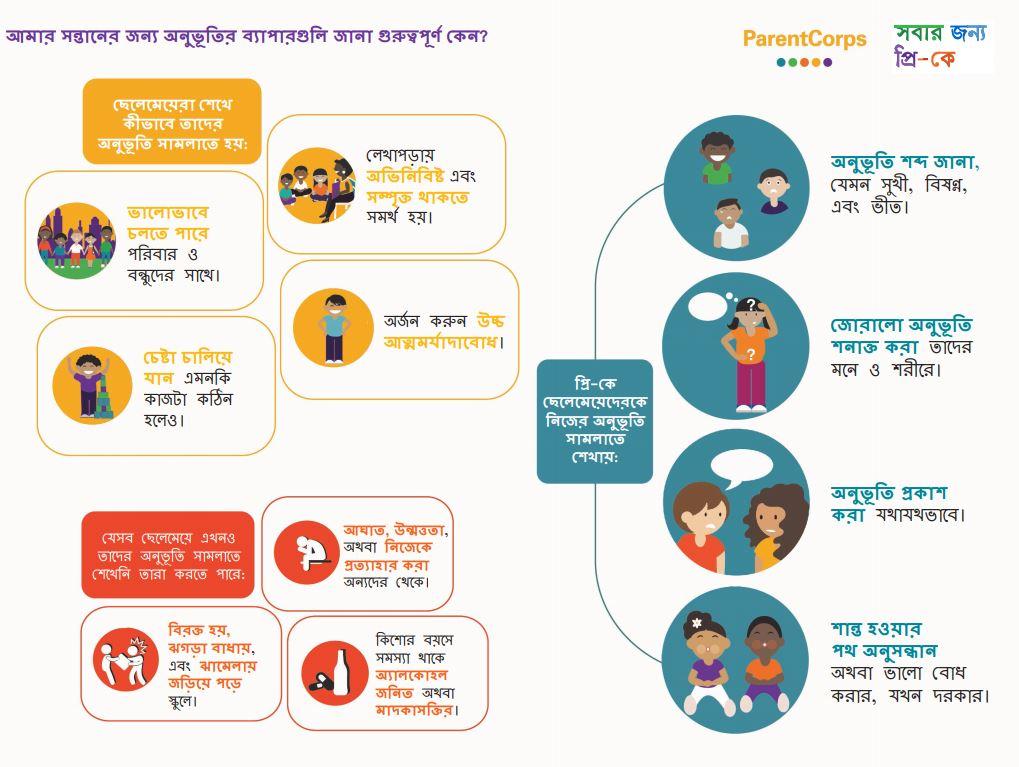 আমার সন্তানের জন্য অনুভূতির ব্যাপারগুলি জানা গুরুত্বপূর্ণ কেন?
ParentCorps
সবার জন্য
প্রি-কে
ছেলেমেয়েরা শেখে
কীভাবে তাদের
অনুভূতি সামলাতে হয়:
লেখাপড়ায়
অভিনিবিষ্ট এবং
সম্পৃক্ত থাকতে
সমর্থ হয়।
ভালোভাবে
চলতে পারে
পরিবার ও
বন্ধুদের সাথে।
অর্জন করুন উচ্চ
আত্মমর্যাদাবোধ।
চেষ্টা চালিয়ে
যান এমনকি
কাজটা কঠিন
হলেও।
যেসব ছেলেমেয়ে এখনও
তাদের অনুভূতি সামলাতে
শেখেনি তারা করতে পারে:
আঘাত, উন্মত্ততা,
অথবা নিজেকে
প্রত্যাহার করা
অন্যদের থেকে।
বিরক্ত হয়,
ঝগড়া বাধায়,
এবং ঝামেলায়
জড়িয়ে পড়ে
স্কুলে।
কিশোর বয়সে
সমস্যা থাকে
অ্যালকোহল
জনিত অথবা
মাদকাসক্তির।
প্রি-কে
ছেলেমেয়েদেরকে
নিজের অনুভূতি
সামলাতে
শেখায়:
অনুভূতি শব্দ জানা,
যেমন সুখী, বিষণ্ণ,
এবং ভীত।
?
?
জোরালো অনুভূতি
শনাক্ত করা তাদের
মনে ও শরীরে।
অনুভূতি প্রকাশ
করা যথাযথভাবে।
শান্ত হওয়ার
পথ অনুসন্ধান
অথবা ভালো বোধ
করার, যখন দরকার।